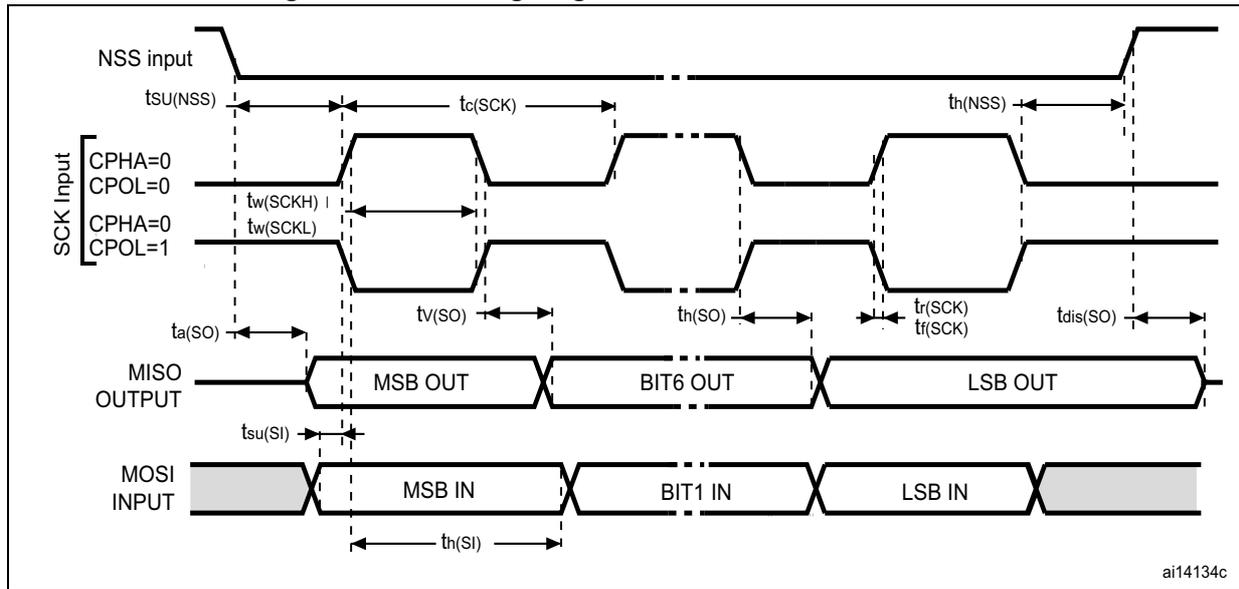 NSS input
tSU(NSS)
tc(SCK)
th(NSS)
SCK Input
CPHA=0
CPOL=0
tw(SCKH)
CPHA=0
CPOL=1
tw(SCKL)
ta(SO)
tV(SO)
th(SO)
tr(SCK)
tf(SCK)
tdis(SO)
MISO
OUTPUT
MSB OUT
BIT6 OUT
LSB OUT
tsu(SI)
MOSI
INPUT
MSB IN
BIT1 IN
LSB IN
th(SI)
ai14134c